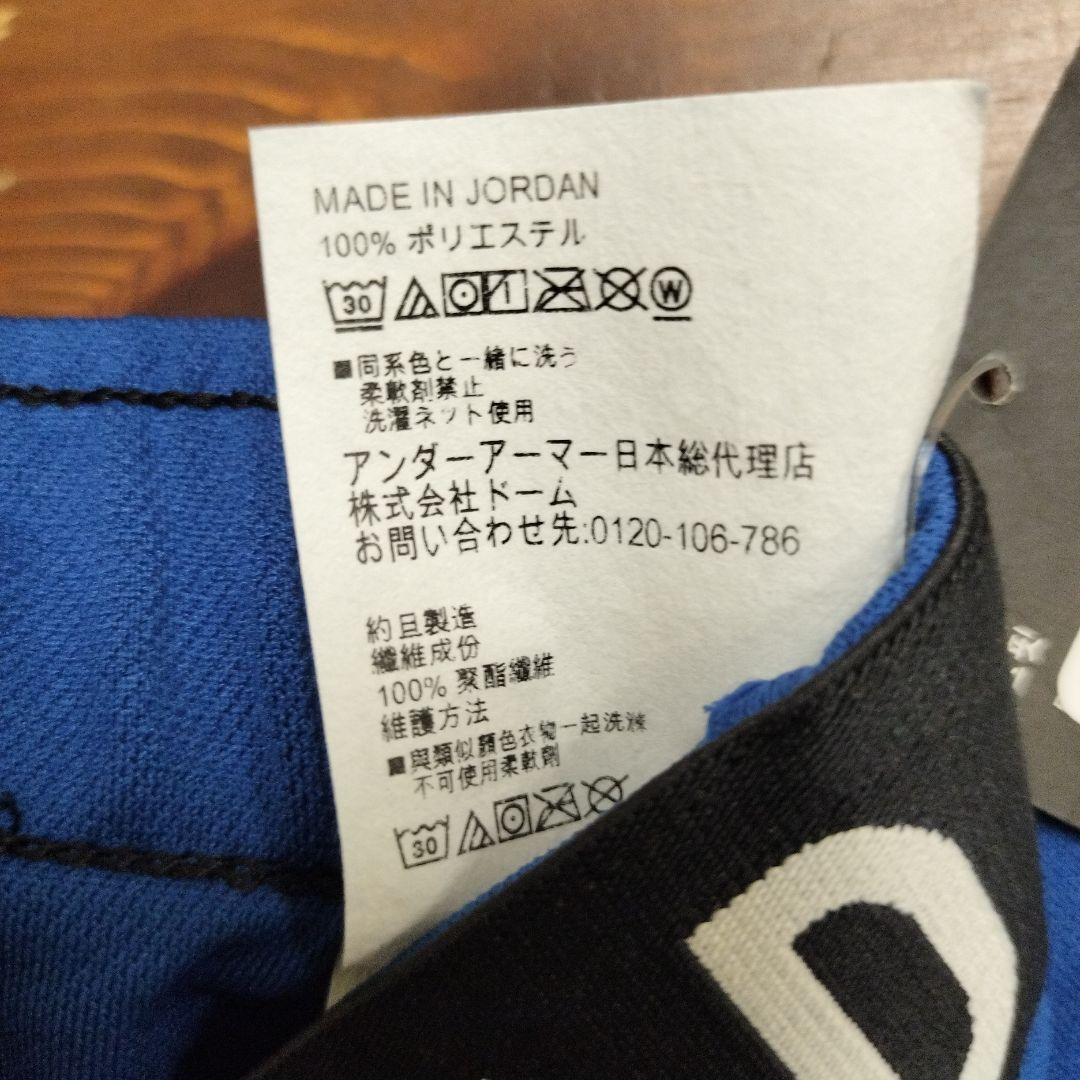 MADE IN JORDAN
100% ポリエステル
30 W
■同系色と一緒に洗う
柔軟剤禁止
洗濯ネット使用
アンダーアーマー日本総代理店
株式会社ドーム
お問い合わせ先:0120-106-786
約旦製造
纖維成份
100% 聚酯纖維
維護方法
■與類似顏色衣物一起洗滌
不可使用柔軟劑
30
D